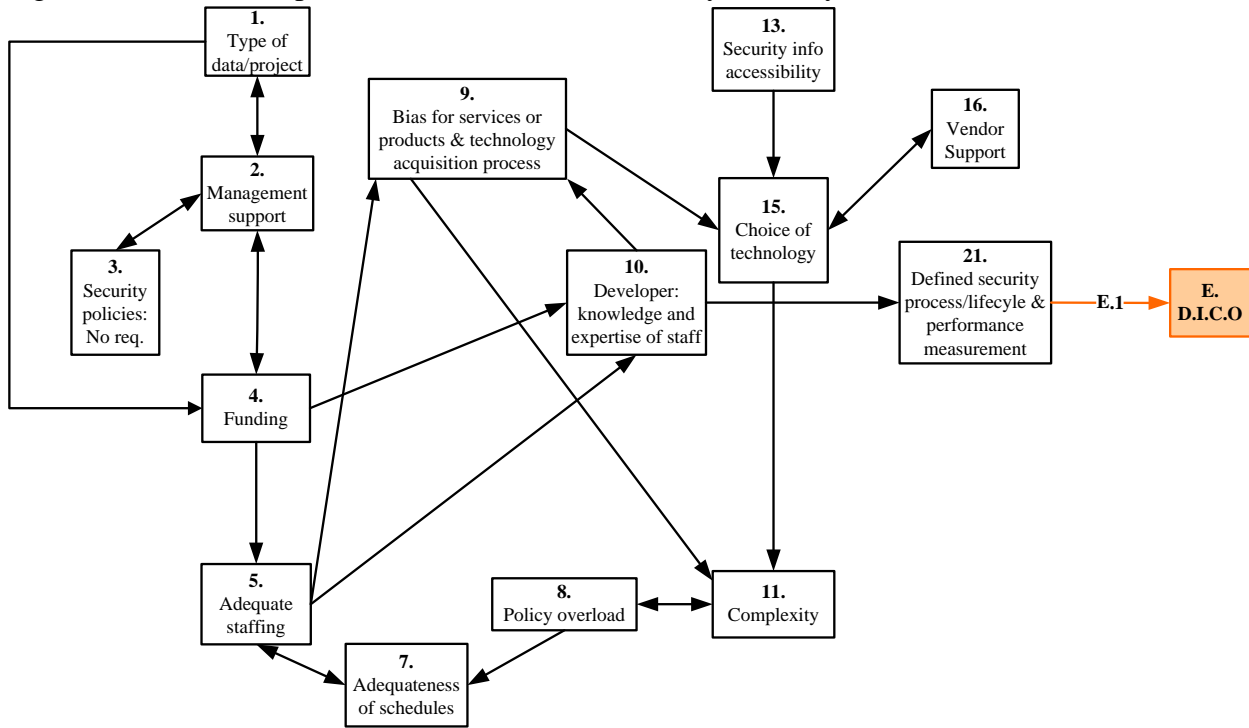 1.
Type of
data/project
13.
Security info
accessibility
9.
Bias for services or
products & technology
acquisition process
16.
Vendor
Support
2.
Management
support
15.
Choice of
technology
3.
Security
policies:
No req.
10.
Developer:
knowledge and
expertise of staff
21.
Defined security
process/lifecyle &
performance
measurement
E.1
E.
D.I.C.O
4.
Funding
5.
Adequate
staffing
8.
Policy overload
11.
Complexity
7.
Adequateness
of schedules